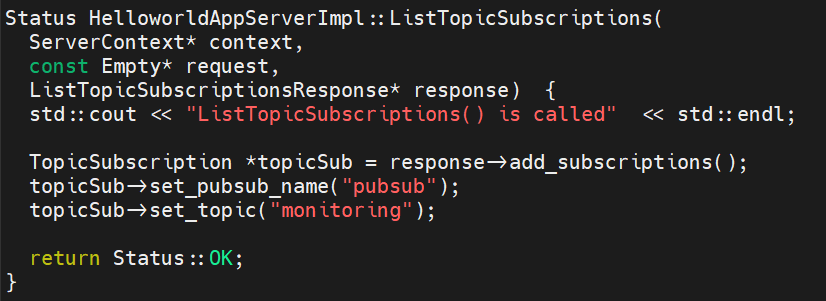 Status HelloworldAppServerImpl::ListTopicSubscriptions(
  ServerContext* context,
  const Empty* request,
  ListTopicSubscriptionsResponse* response)  {
  std::cout << "ListTopicSubscriptions() is called"  << std::endl;

  TopicSubscription *topicSub = response->add_subscriptions();
  topicSub->set_pubsub_name("pubsub");
  topicSub->set_topic("monitoring");

  return Status::OK;
}